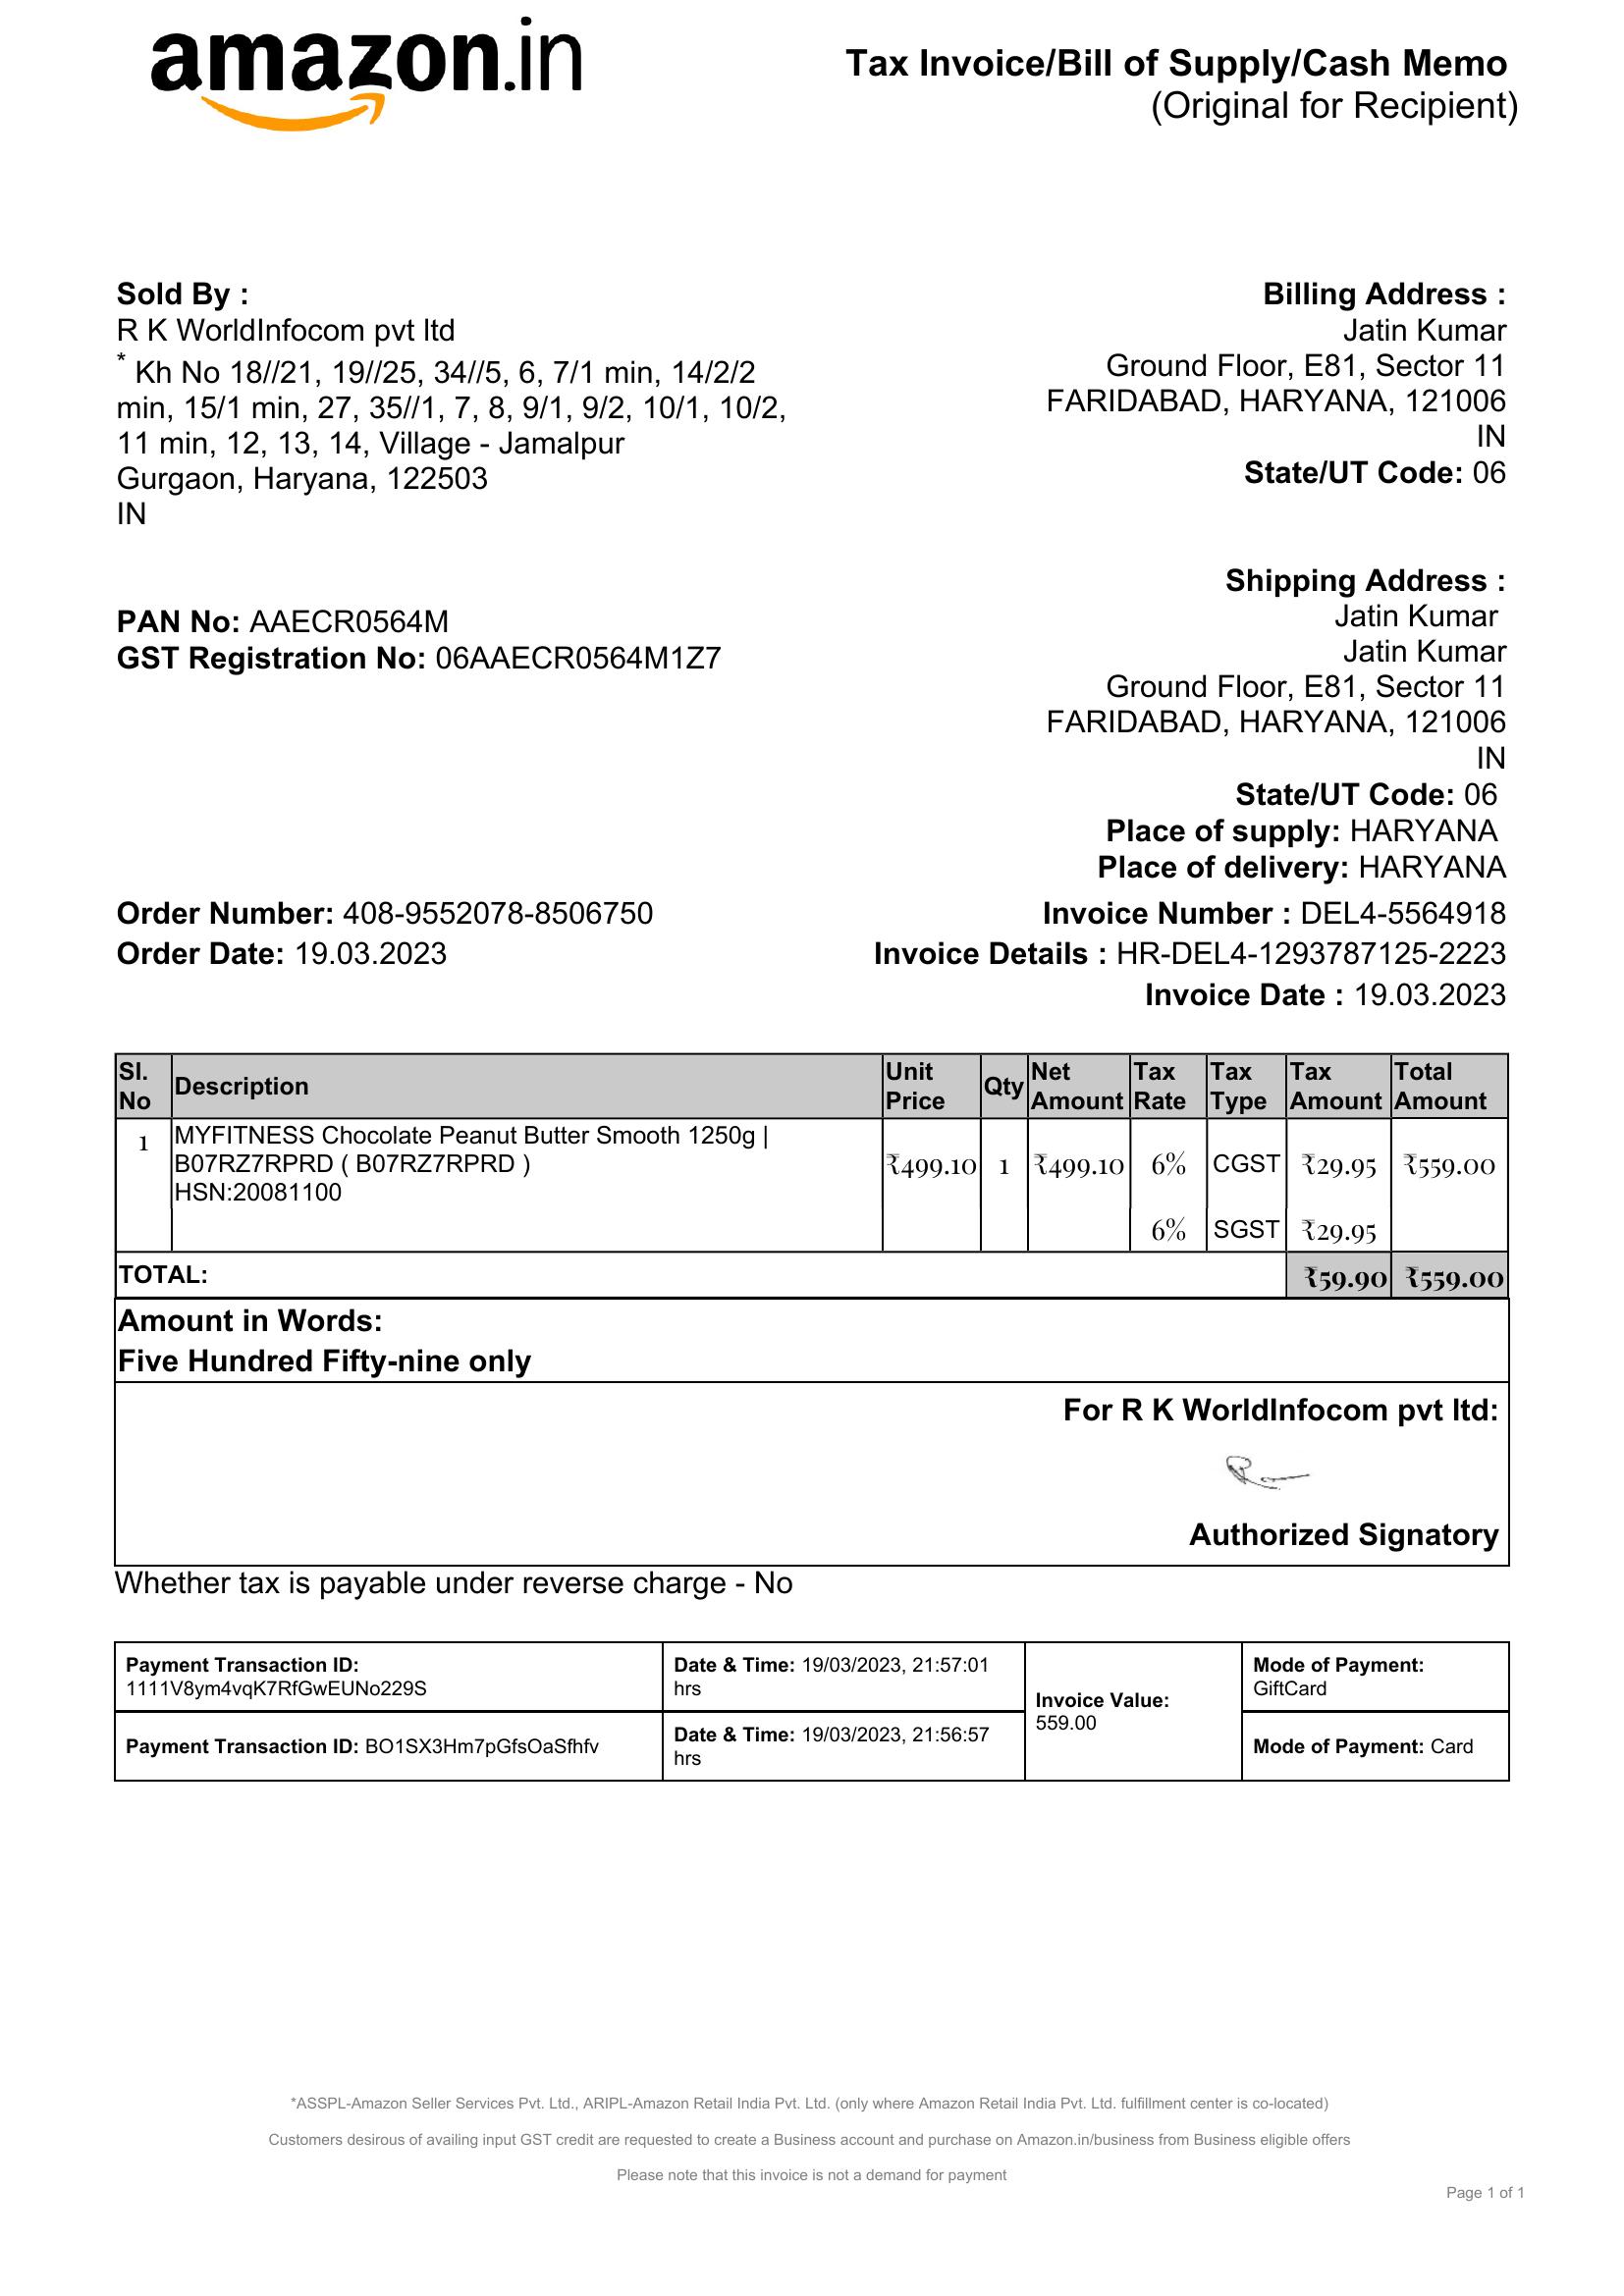 amazon.in
Tax Invoice/Bill of Supply/Cash Memo
(Original for Recipient)
Sold By :
R K WorldInfocom pvt ltd
* Kh No 18//21, 19//25, 34//5, 6, 7/1 min, 14/2/2
min, 15/1 min, 27, 35//1, 7, 8, 9/1, 9/2, 10/1, 10/2,
11 min, 12, 13, 14, Village - Jamalpur
Gurgaon, Haryana, 122503
IN
PAN No: AAECR0564M
GST Registration No: 06AAECR0564M1Z7
Billing Address :
Jatin Kumar
Ground Floor, E81, Sector 11
FARIDABAD, HARYANA, 121006
IN
State/UT Code: 06
Shipping Address :
Jatin Kumar
Jatin Kumar
Ground Floor, E81, Sector 11
FARIDABAD, HARYANA, 121006
IN
State/UT Code: 06
Place of supply: HARYANA
Place of delivery: HARYANA
Order Number: 408-9552078-8506750
Order Date: 19.03.2023
Invoice Number : DEL4-5564918
Invoice Details : HR-DEL4-1293787125-2223
Invoice Date : 19.03.2023
Sl. No Description Unit Price Qty Net Amount Tax Rate Tax Type Tax Amount Total Amount
1 MYFITNESS Chocolate Peanut Butter Smooth 1250g |
B07RZ7RPRD ( B07RZ7RPRD ) ₹499.10 1 ₹499.10 6% CGST ₹29.95 ₹559.00
HSN:20081100
6% SGST ₹29.95
TOTAL: ₹59.90 ₹559.00
Amount in Words:
Five Hundred Fifty-nine only
For R K WorldInfocom pvt ltd:
Authorized Signatory
Whether tax is payable under reverse charge - No
Payment Transaction ID:
1111V8ym4vqK7RfGwEUNo229S
Date & Time: 19/03/2023, 21:57:01
hrs
Invoice Value:
559.00
Mode of Payment:
GiftCard
Payment Transaction ID: BO1SX3Hm7pGfsOaSfhfv
Date & Time: 19/03/2023, 21:56:57
hrs
Mode of Payment: Card
*ASSPL-Amazon Seller Services Pvt. Ltd., ARIPL-Amazon Retail India Pvt. Ltd. (only where Amazon Retail India Pvt. Ltd. fulfillment center is co-located)
Customers desirous of availing input GST credit are requested to create a Business account and purchase on Amazon.in/business from Business eligible offers
Please note that this invoice is not a demand for payment
Page 1 of 1